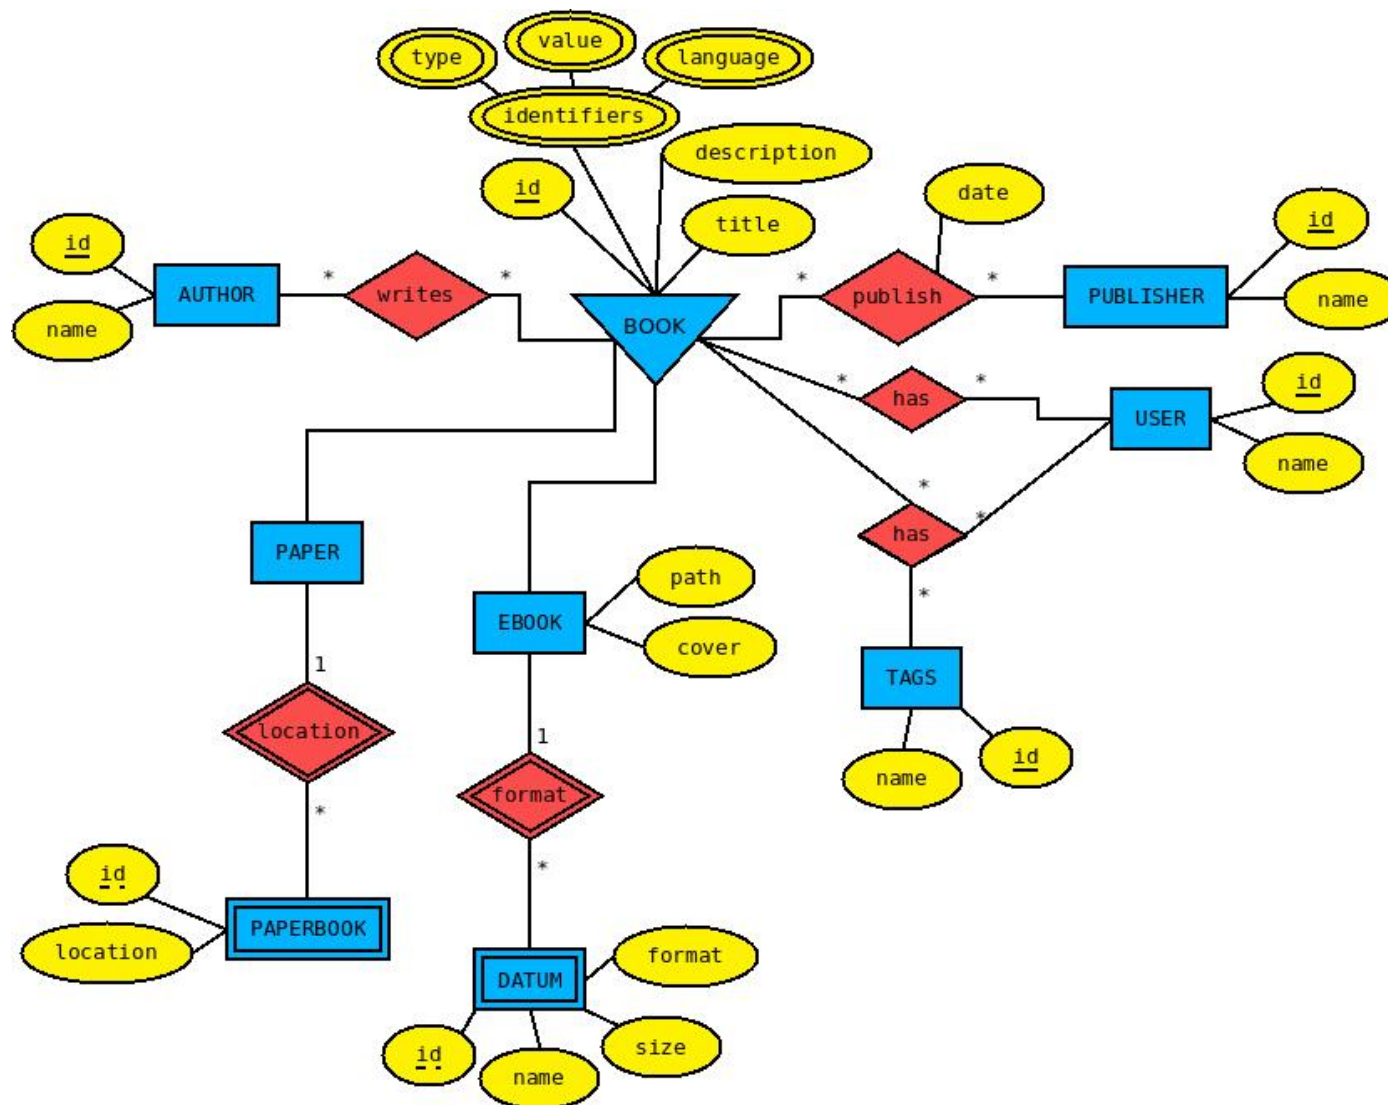 value
type
language
identifiers
description
id
date
title
id
id
AUTHOR
*
writes
*
*
publish
*
PUBLISHER
name
name
BOOK
*
has
*
id
USER
name
*
*
has
*
PAPER
path
EBOOK
cover
1
TAGS
location
1
name
id
format
*
*
id
PAPERBOOK
location
format
DATUM
id
size
name